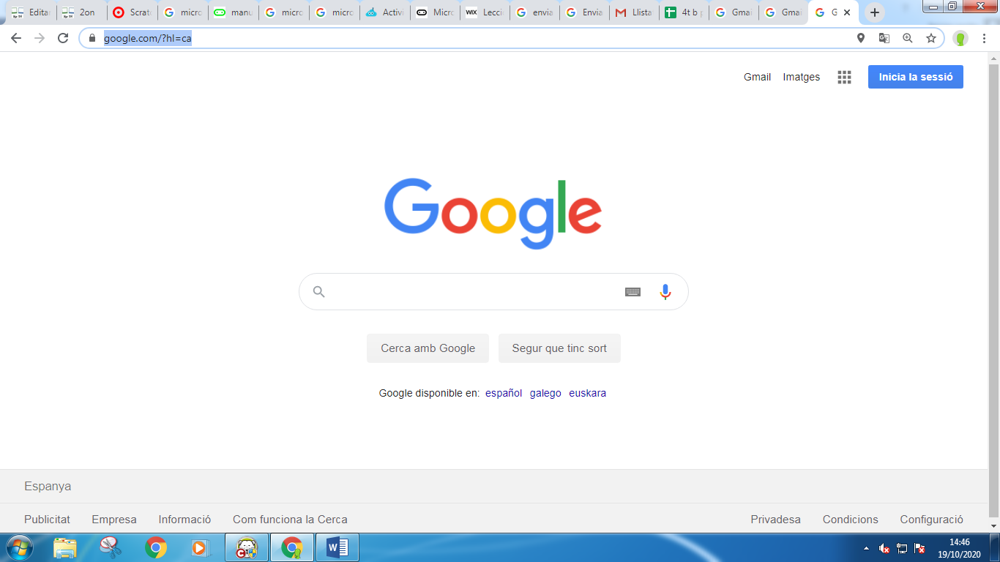 Editar 2on Scrat micro manu micro micro Activi Micro WIX Lecci envia Envia Llista 4t b p Gmai Gmai G
google.com/?hl=ca
Gmail Imatges Inicia la sessió
Google
Cerca amb Google Segur que tinc sort
Google disponible en: español galego euskara
Espanya
Publicitat Empresa Informació Com funciona la Cerca Privadesa Condicions Configuració
14:46
19/10/2020